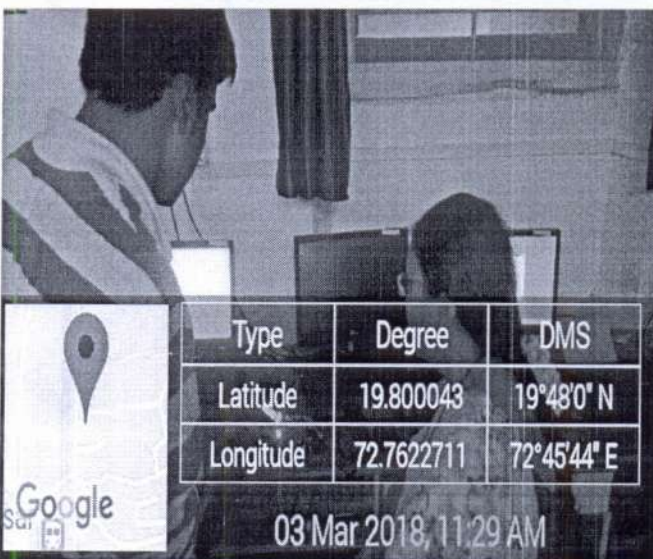 Type Degree DMS
Latitude 19.800043 19°48'0" N
Longitude 72.7622711 72°45'44" E
Google
03 Mar 2018, 11:29 AM